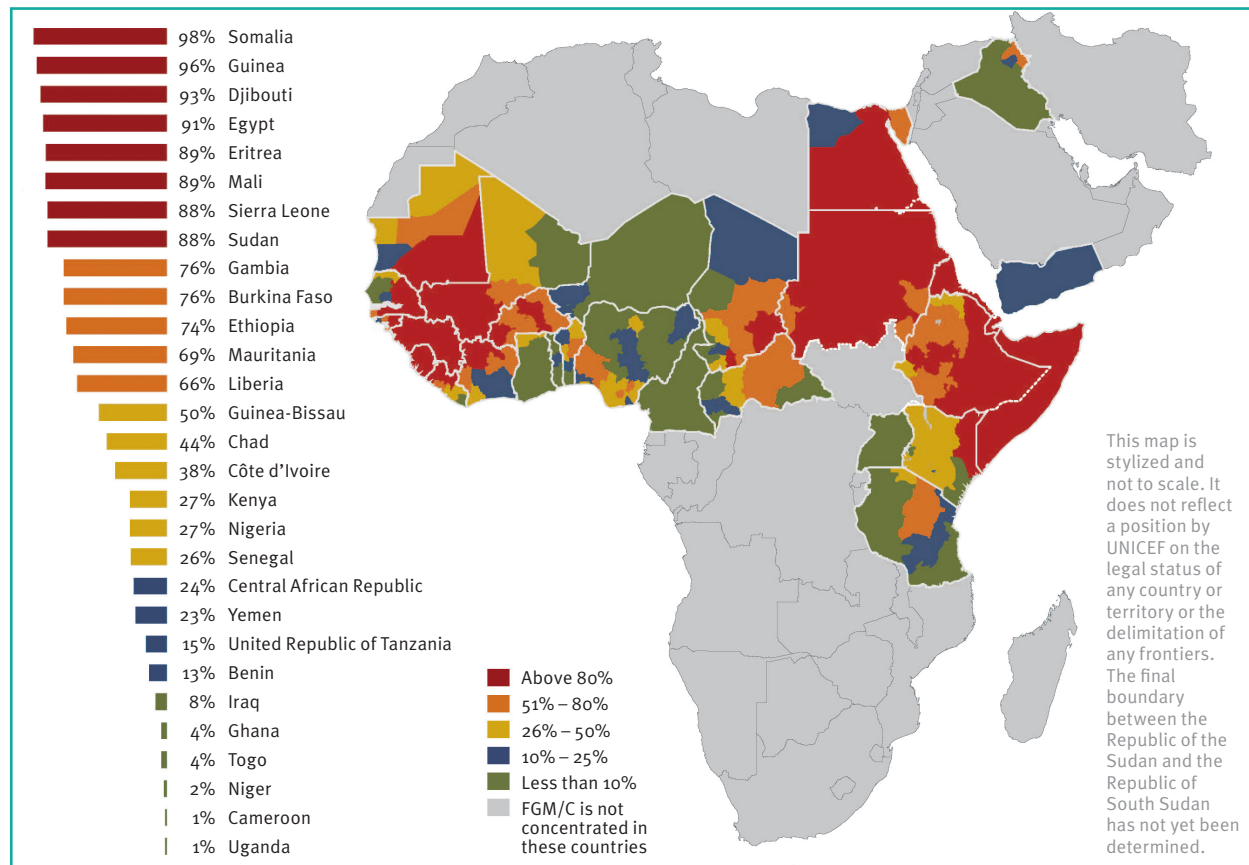 98% Somalia
96% Guinea
93% Djibouti
91% Egypt
89% Eritrea
89% Mali
88% Sierra Leone
88% Sudan
76% Gambia
76% Burkina Faso
74% Ethiopia
69% Mauritania
66% Liberia
50% Guinea-Bissau
44% Chad
38% Côte d'Ivoire
27% Kenya
27% Nigeria
26% Senegal
24% Central African Republic
23% Yemen
15% United Republic of Tanzania
13% Benin
8% Iraq
4% Ghana
4% Togo
2% Niger
1% Cameroon
1% Uganda
Above 80%
51% – 80%
26% – 50%
10% – 25%
Less than 10%
FGM/C is not
concentrated in
these countries
This map is
stylized and
not to scale. It
does not reflect
a position by
UNICEF on the
legal status of
any country or
territory or the
delimitation of
any frontiers.
The final
boundary
between the
Republic of the
Sudan and the
Republic of
South Sudan
has not yet been
determined.